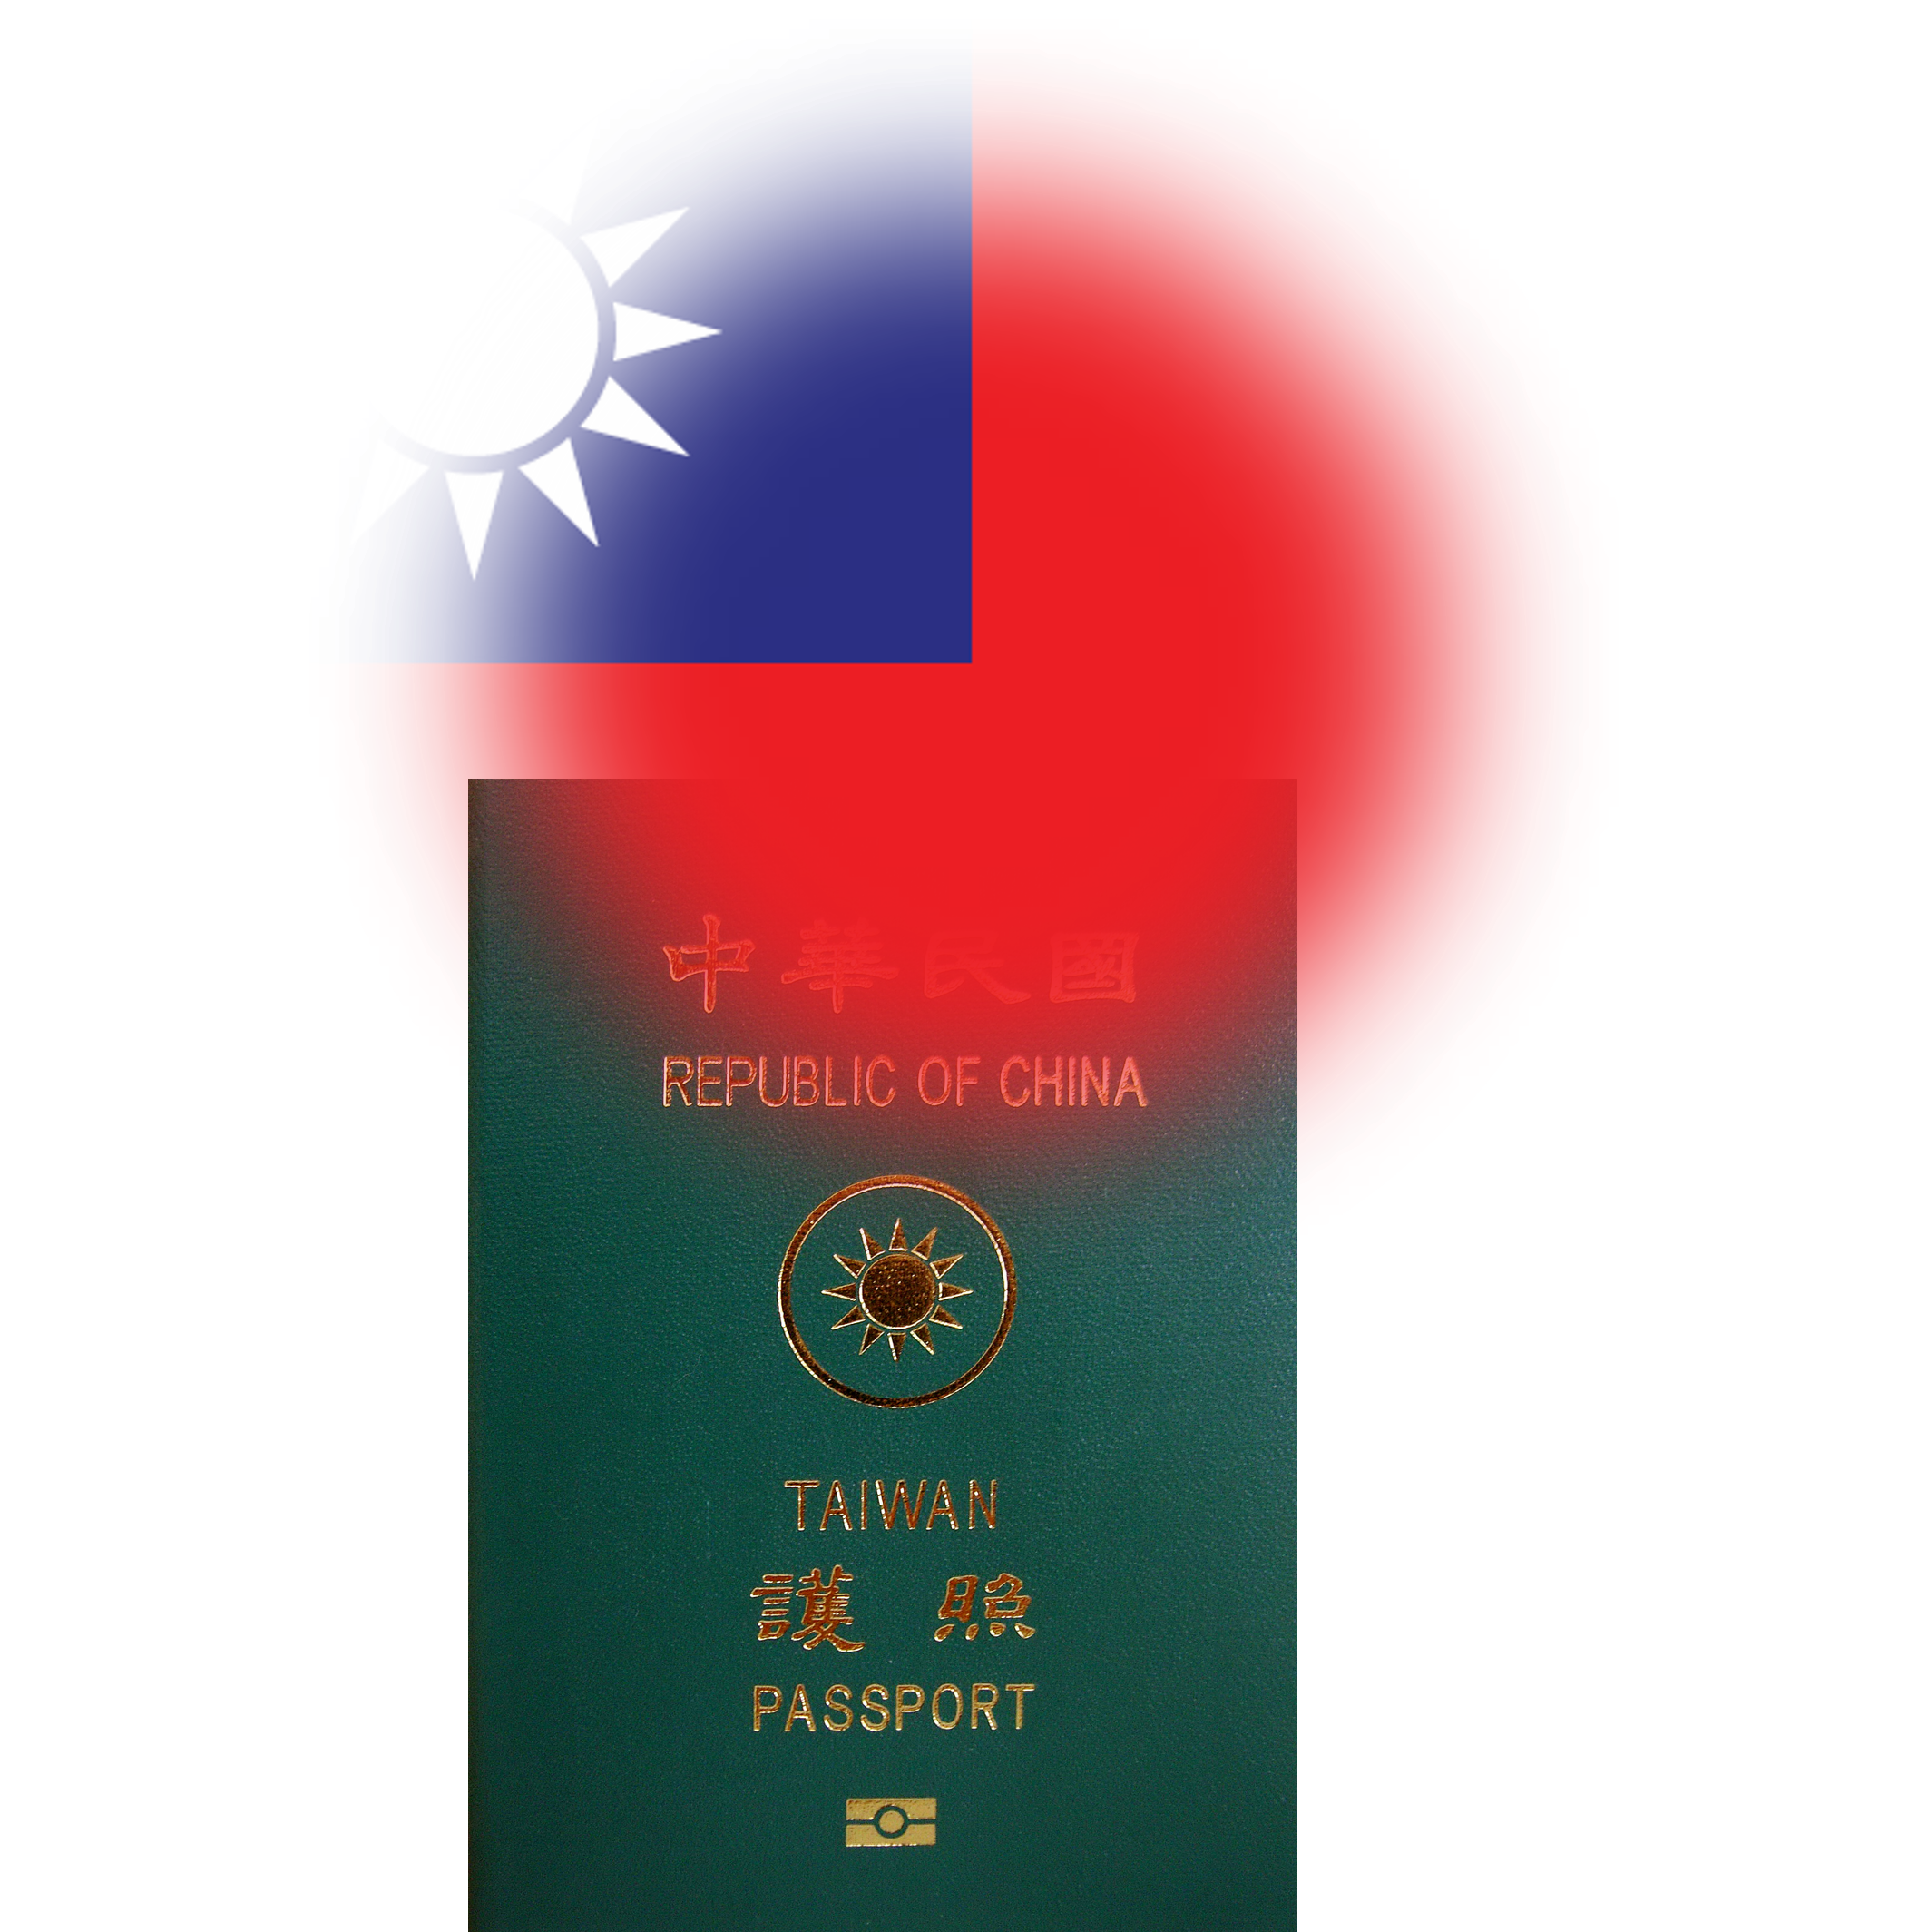 中華民國
REPUBLIC OF CHINA
TAIWAN
護照
PASSPORT